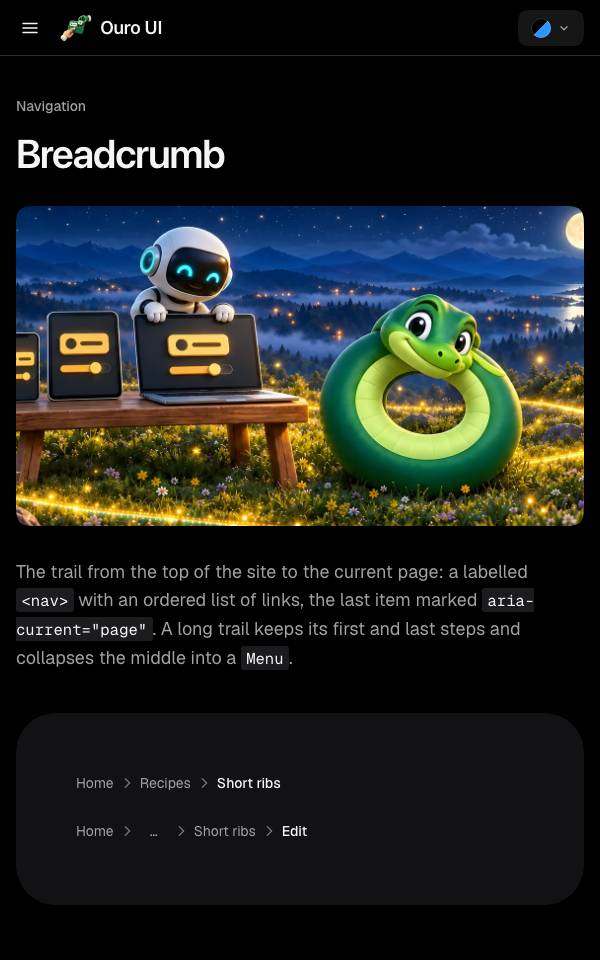 Ouro UI
Navigation
Breadcrumb
The trail from the top of the site to the current page: a labelled
<nav> with an ordered list of links, the last item marked aria-
current="page". A long trail keeps its first and last steps and
collapses the middle into a Menu.
Home > Recipes > Short ribs
Home > … > Short ribs > Edit